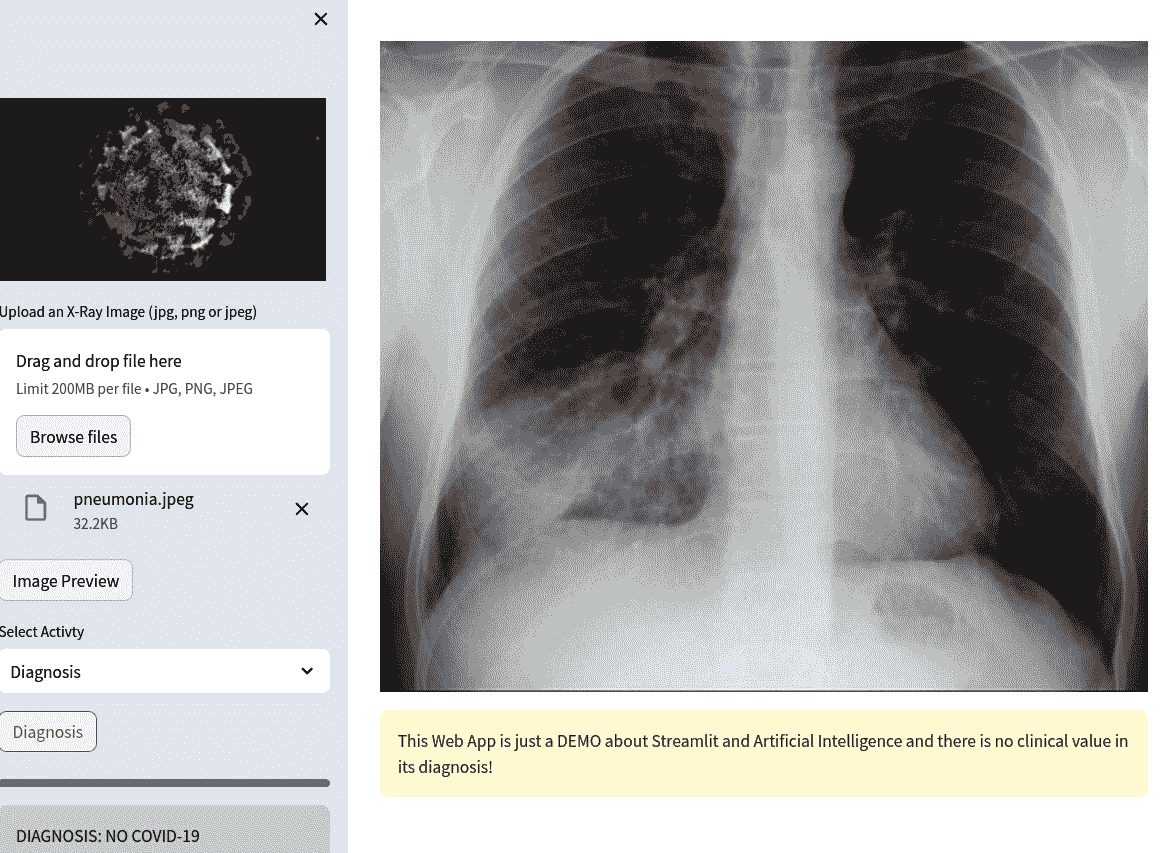 Upload an X-Ray Image (jpg, png or jpeg)
Drag and drop file here
Limit 200MB per file • JPG, PNG, JPEG
Browse files
pneumonia.jpeg
32.2KB
Image Preview
Select Activty
Diagnosis
Diagnosis
DIAGNOSIS: NO COVID-19
This Web App is just a DEMO about Streamlit and Artificial Intelligence and there is no clinical value in
its diagnosis!